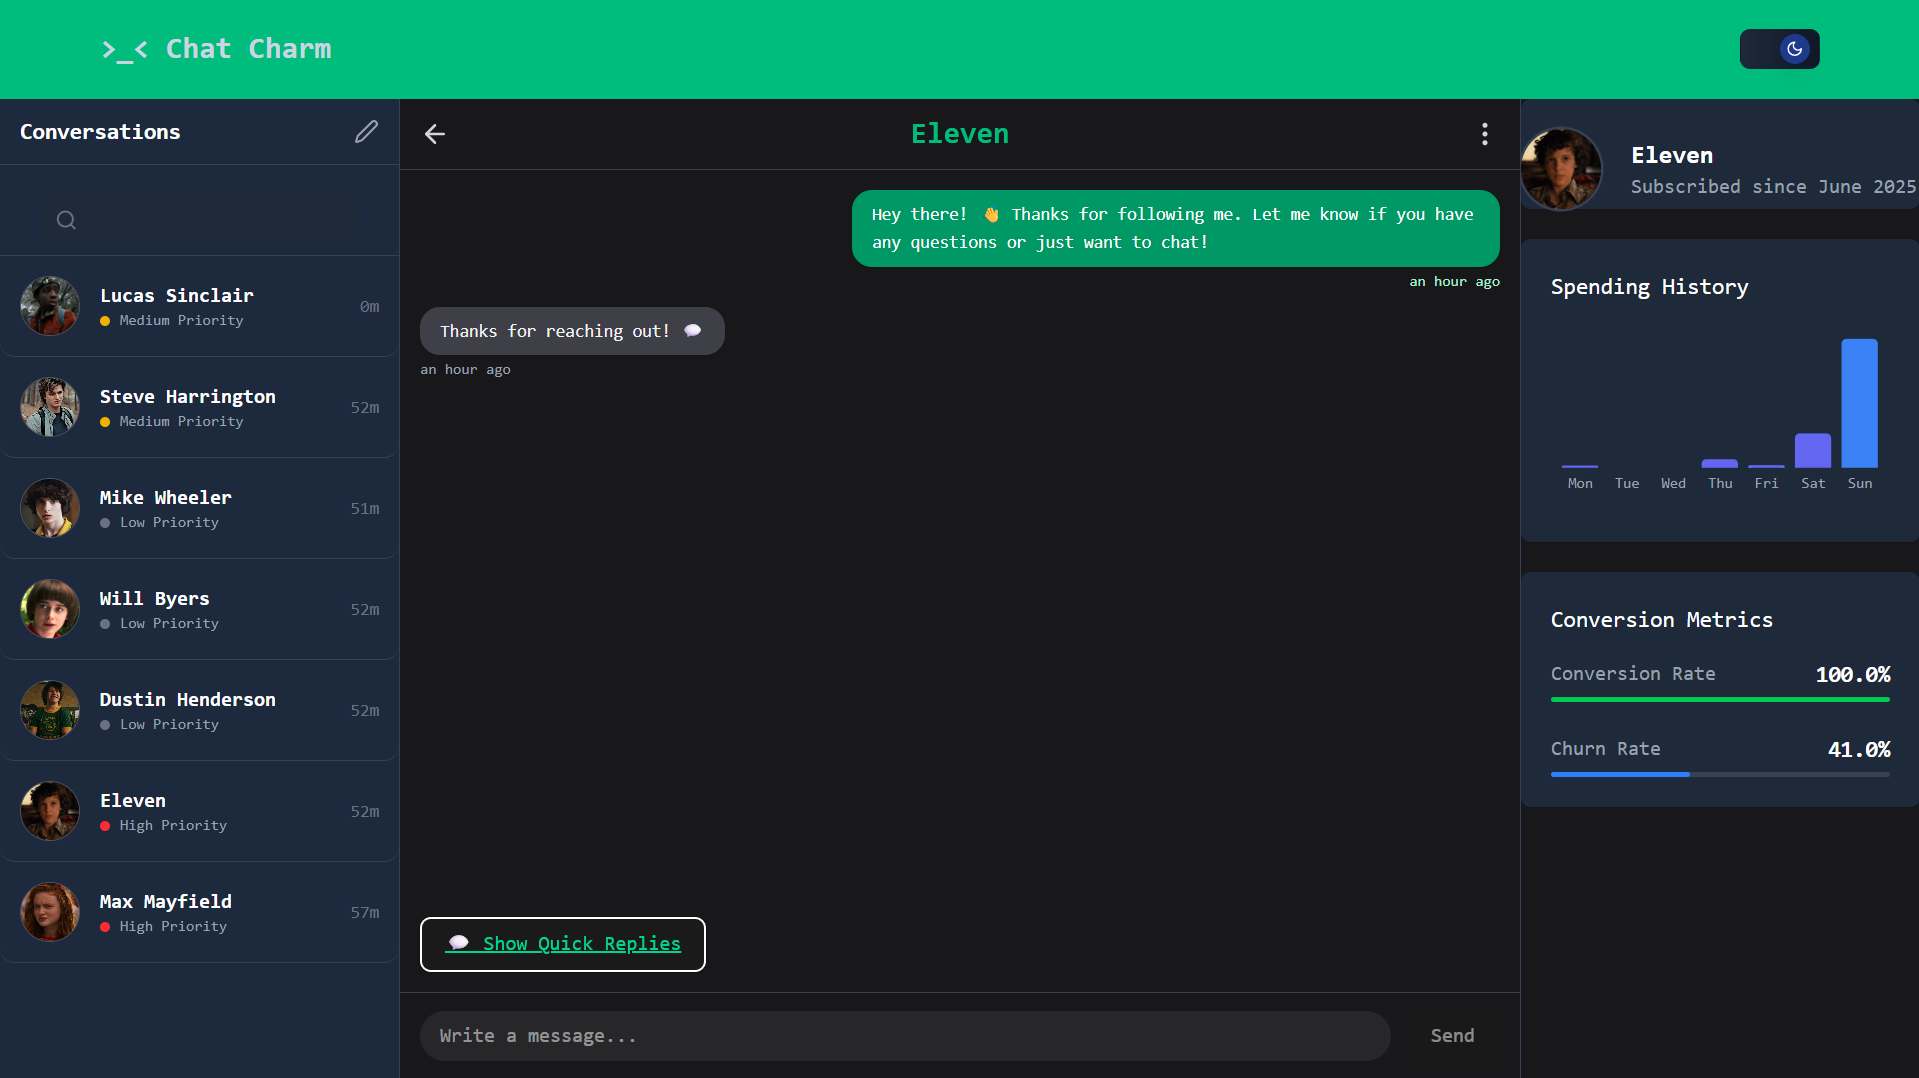 >_< Chat Charm
Conversations
Lucas Sinclair
Medium Priority
0m
Steve Harrington
Medium Priority
52m
Mike Wheeler
Low Priority
51m
Will Byers
Low Priority
52m
Dustin Henderson
Low Priority
52m
Eleven
High Priority
52m
Max Mayfield
High Priority
57m
Eleven
Hey there! 👋 Thanks for following me. Let me know if you have
any questions or just want to chat!
an hour ago
Thanks for reaching out! 💬
an hour ago
💬 Show Quick Replies
Write a message...
Send
Eleven
Subscribed since June 2025
Spending History
Mon Tue Wed Thu Fri Sat Sun
Conversion Metrics
Conversion Rate 100.0%
Churn Rate 41.0%